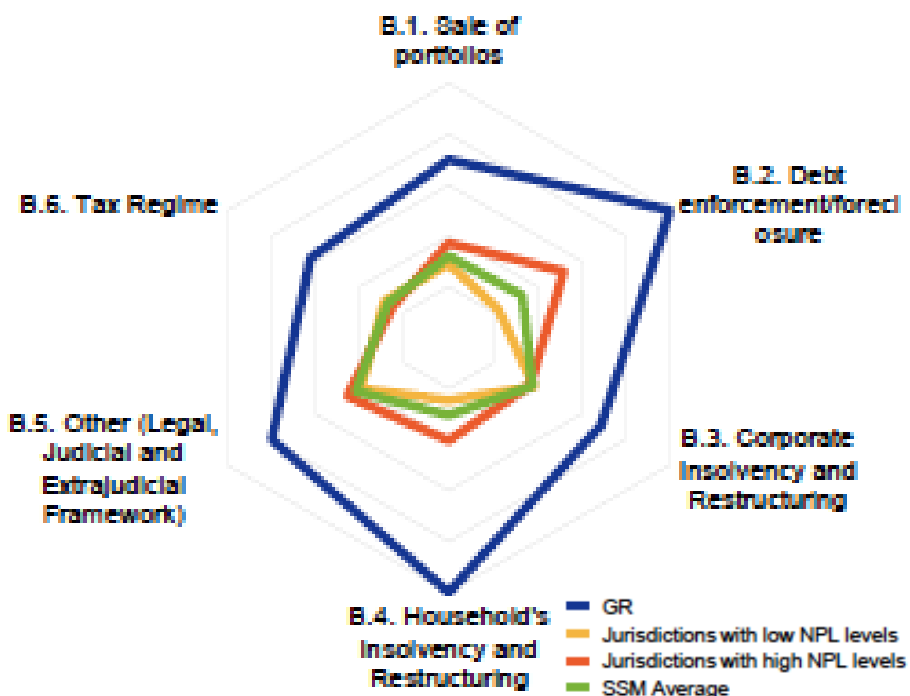 B.1. Sale of
portfolios
B.2. Debt
enforcement/forecl
osure
B.6. Tax Regime
B.5. Other (Legal,
Judicial and
Extrajudicial
Framework)
B.3. Corporate
Insolvency and
Restructuring
B.4. Household's
Insolvency and
Restructuring
GR
Jurisdictions with low NPL levels
Jurisdictions with high NPL levels
SSM Average